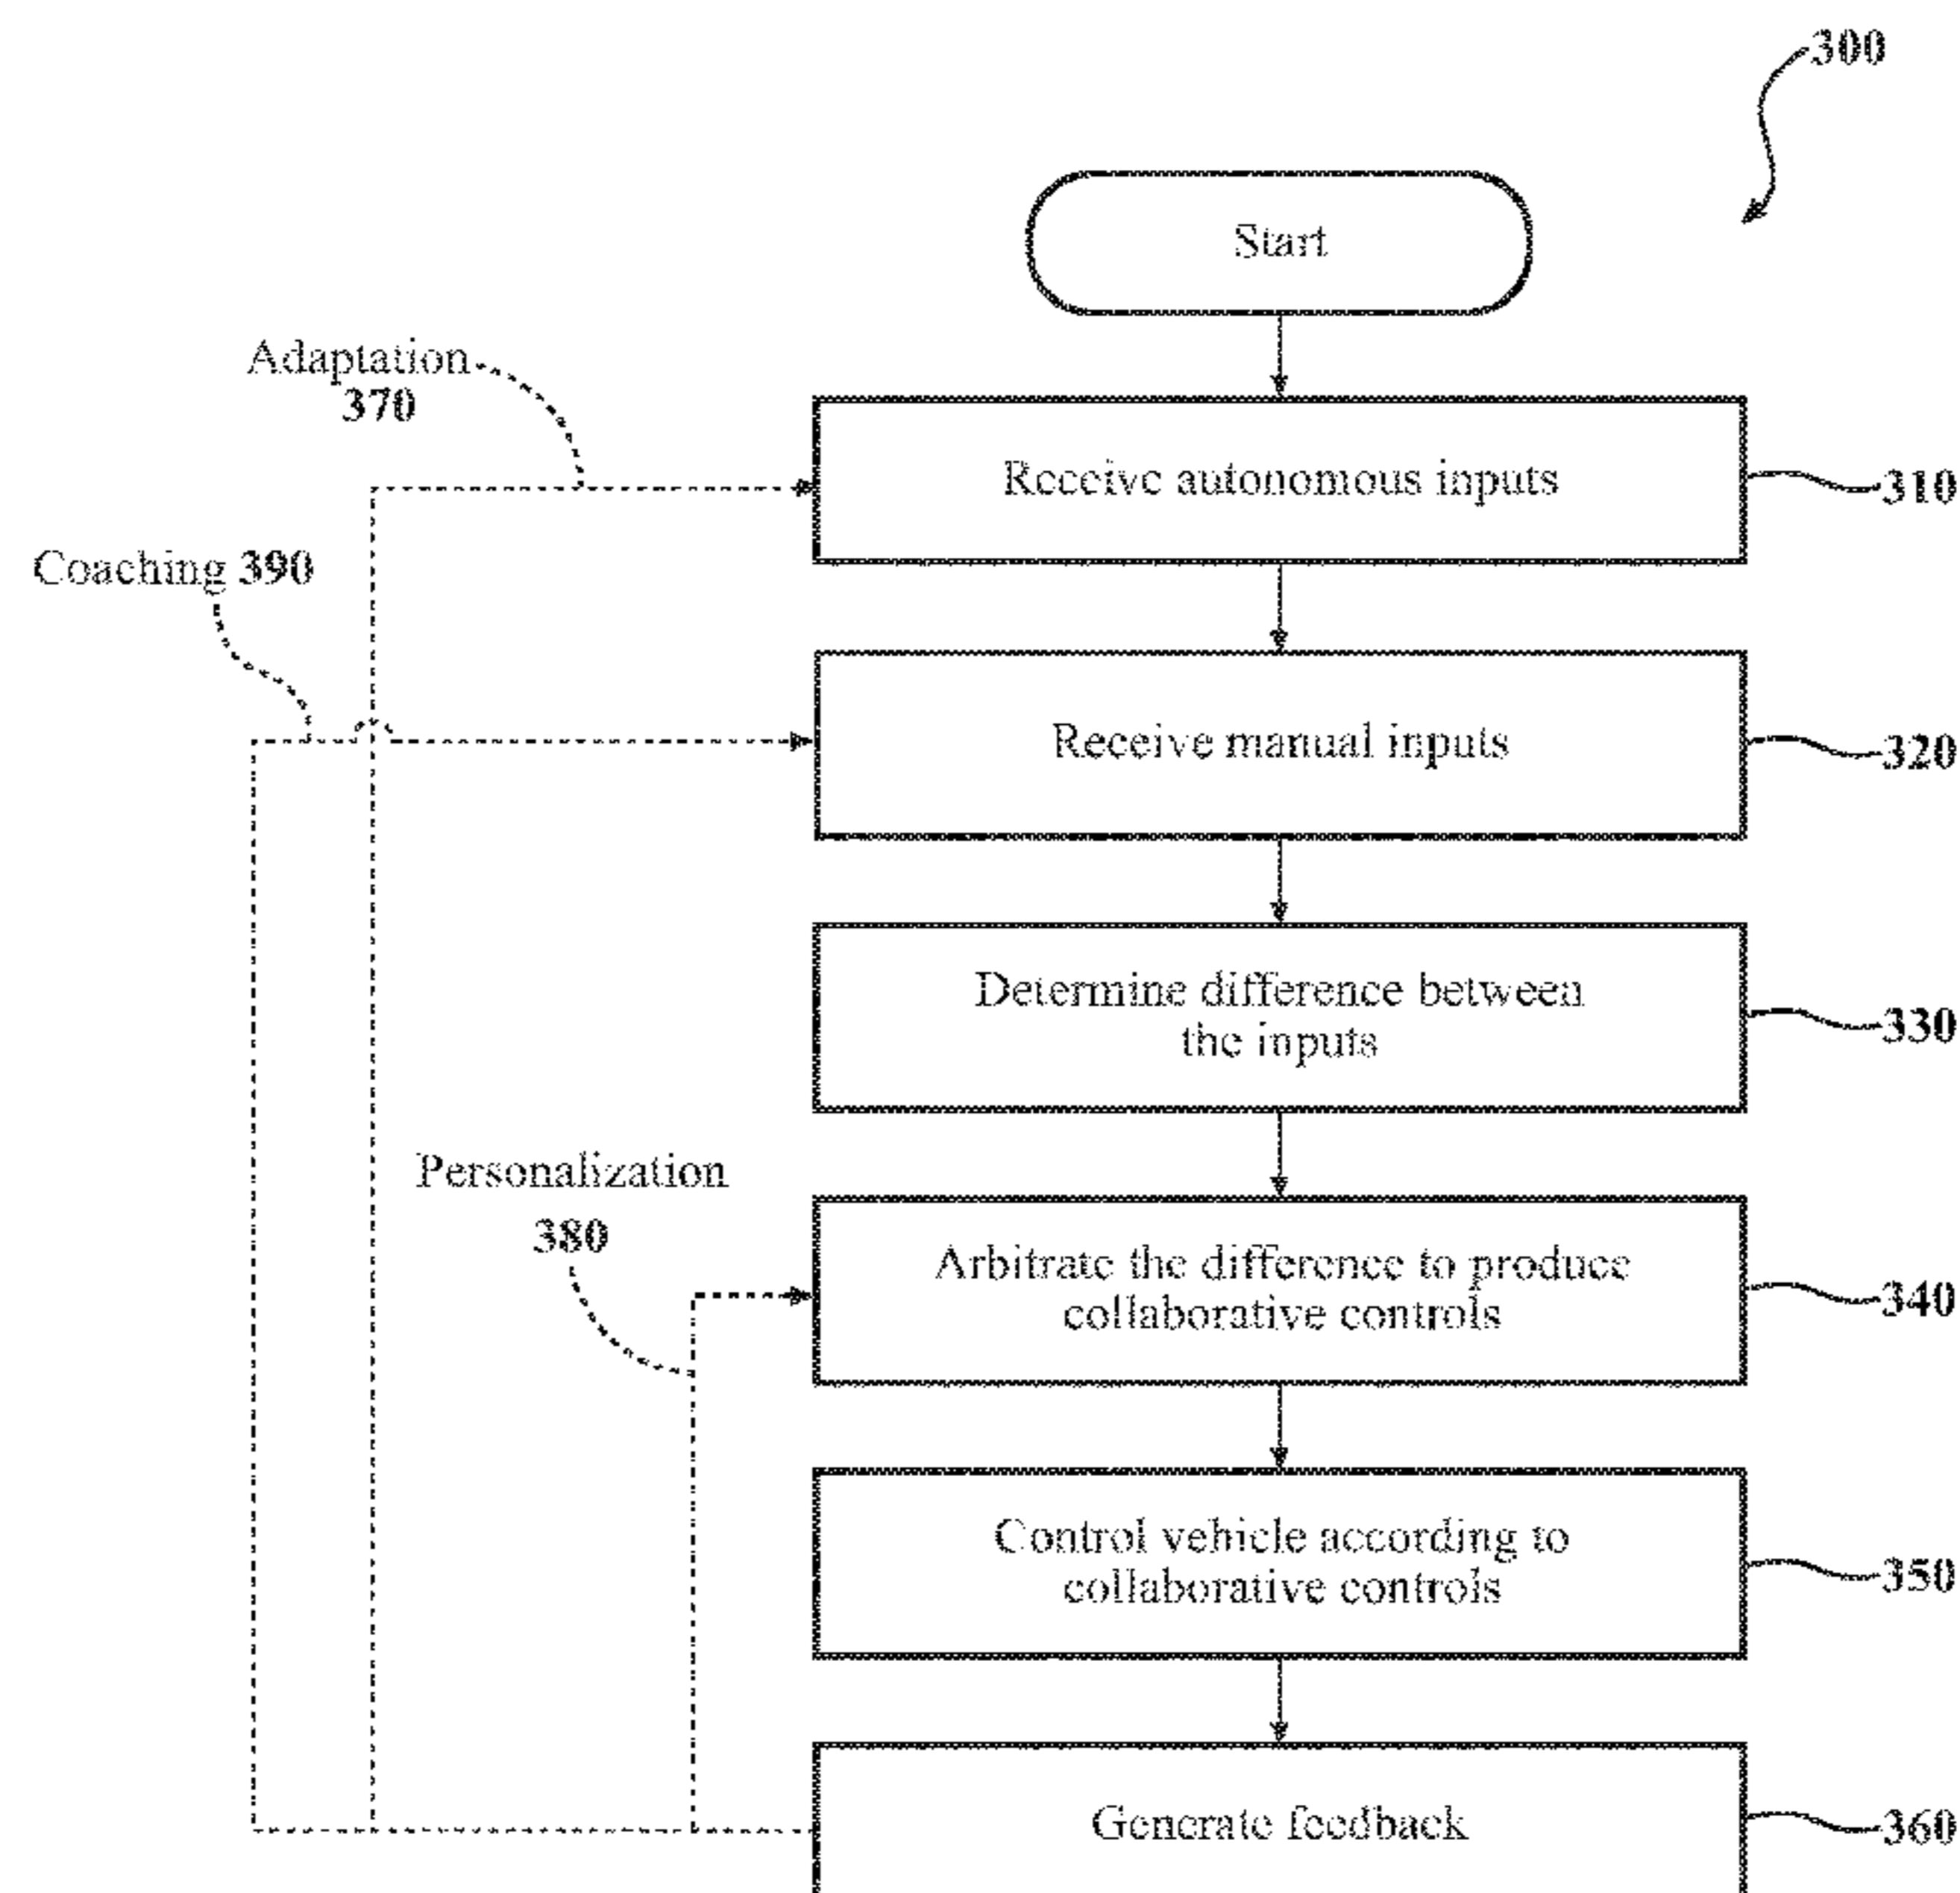 300
Start
Adaptation
370
Receive autonomous inputs
310
Coaching 390
Receive manual inputs
320
Determine difference between
the inputs
330
Personalization
380
Arbitrate the difference to produce
collaborative controls
340
Control vehicle according to
collaborative controls
350
Generate feedback
360